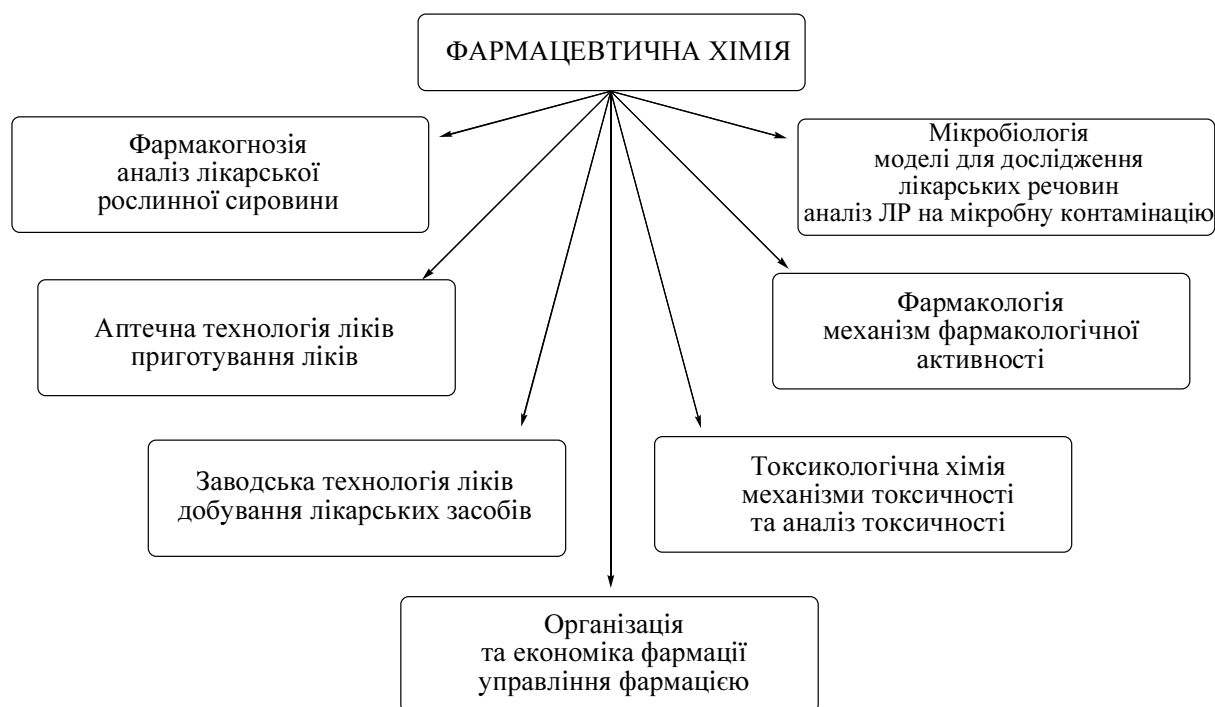 ФАРМАЦЕВТИЧНА ХІМІЯ
Фармакогнозія
аналіз лікарської
рослинної сировини
Мікробіологія
моделі для дослідження
лікарських речовин
аналіз ЛР на мікробну контамінацію
Аптечна технологія ліків
приготування ліків
Фармакологія
механізм фармакологічної
активності
Заводська технологія ліків
добування лікарських засобів
Токсикологічна хімія
механізми токсичності
та аналіз токсичності
Організація
та економіка фармації
управління фармацією